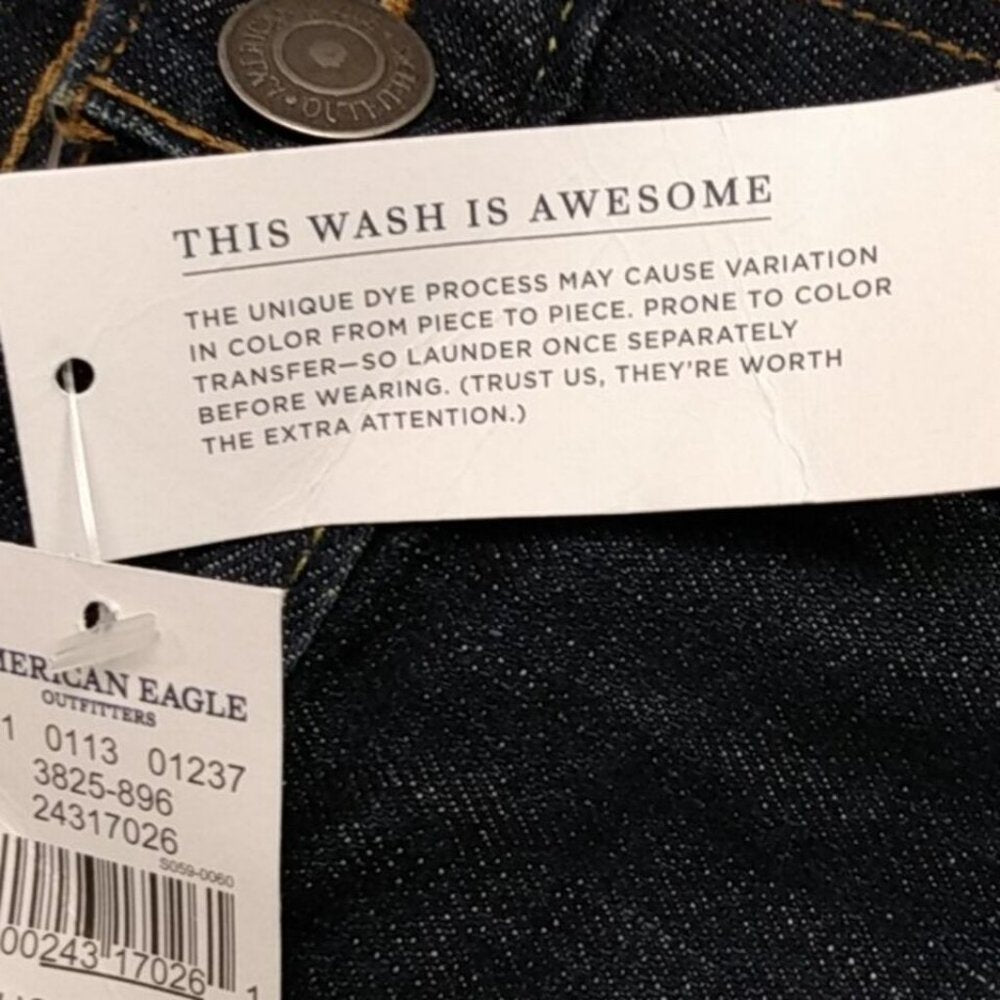 THIS WASH IS AWESOME
THE UNIQUE DYE PROCESS MAY CAUSE VARIATION
IN COLOR FROM PIECE TO PIECE. PRONE TO COLOR
TRANSFER—SO LAUNDER ONCE SEPARATELY
BEFORE WEARING. (TRUST US, THEY'RE WORTH
THE EXTRA ATTENTION.)
MERICAN EAGLE
OUTFITTERS
1 0113 01237
3825-896
24317026
S059-0060
00243 17026 1